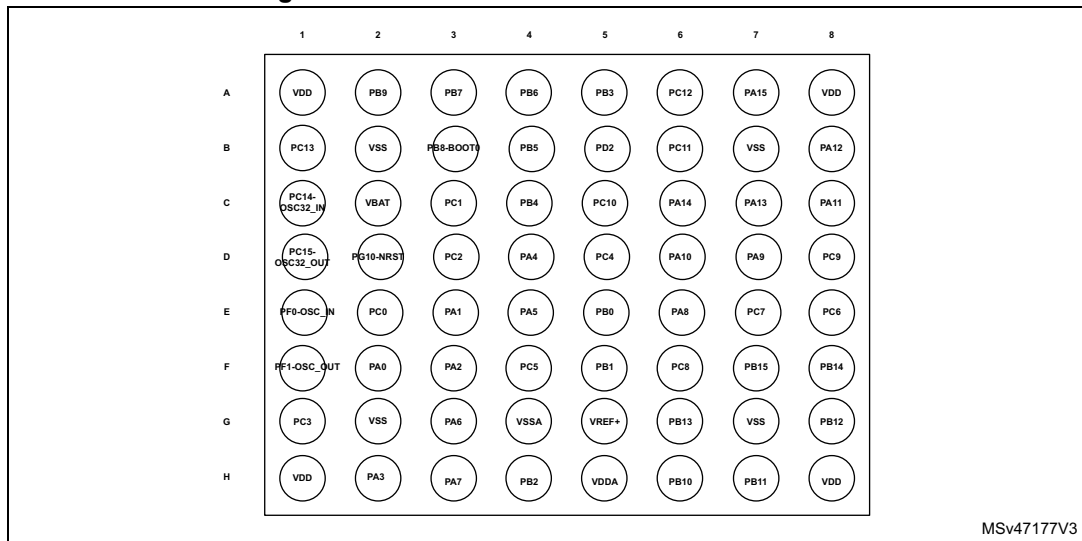 1 2 3 4 5 6 7 8
A VDD PB9 PB7 PB6 PB3 PC12 PA15 VDD
B PC13 VSS PB8-BOOT0 PB5 PD2 PC11 VSS PA12
C PC14-
OSC32_IN VBAT PC1 PB4 PC10 PA14 PA13 PA11
D PC15-
OSC32_OUT PG10-NRST PC2 PA4 PC4 PA10 PA9 PC9
E PF0-OSC_IN PC0 PA1 PA5 PB0 PA8 PC7 PC6
F PF1-OSC_OUT PA0 PA2 PC5 PB1 PC8 PB15 PB14
G PC3 VSS PA6 VSSA VREF+ PB13 VSS PB12
H VDD PA3 PA7 PB2 VDDA PB10 PB11 VDD
MSv47177V3